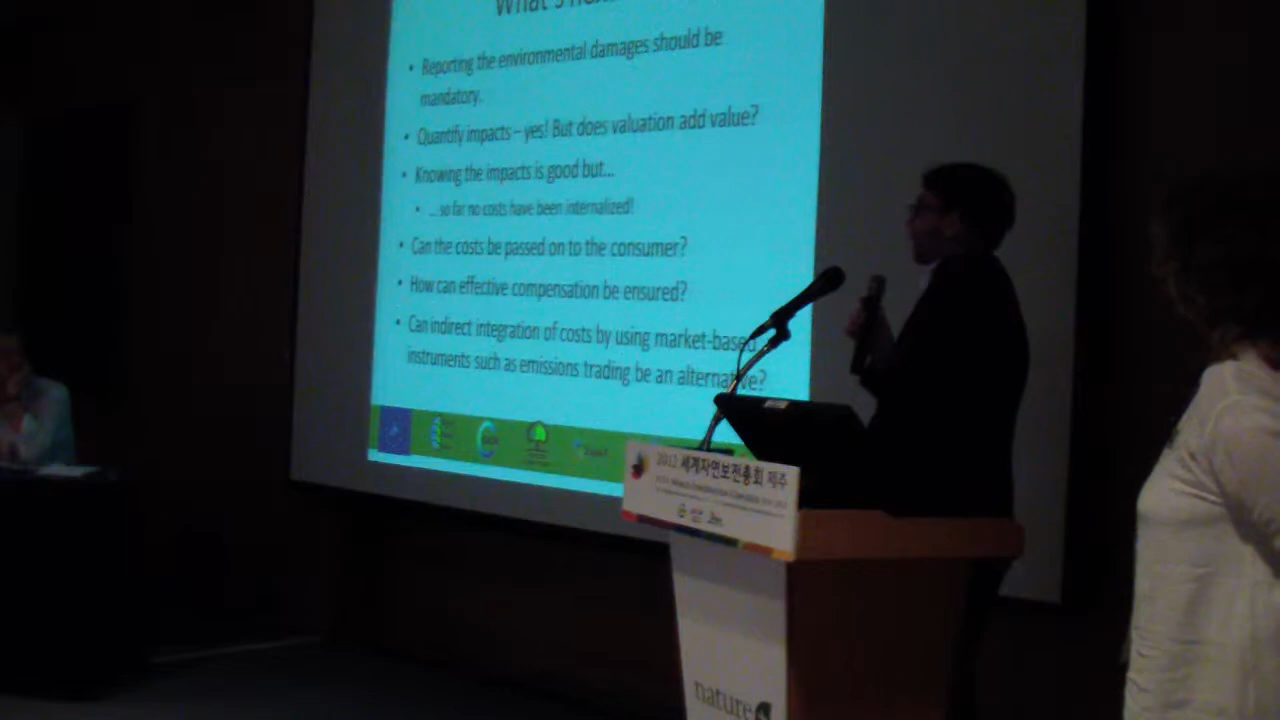 What's
• Reporting the environmental damages should be
mandatory.
• Quantify impacts – yes! But does valuation add value?
• Knowing the impacts is good but...
• ... so far no costs have been internalized!
• Can the costs be passed on to the consumer?
• How can effective compensation be ensured?
• Can indirect integration of costs by using market-based
instruments such as emissions trading be an alternative?
2012 세계자연보전총회 제주
nature